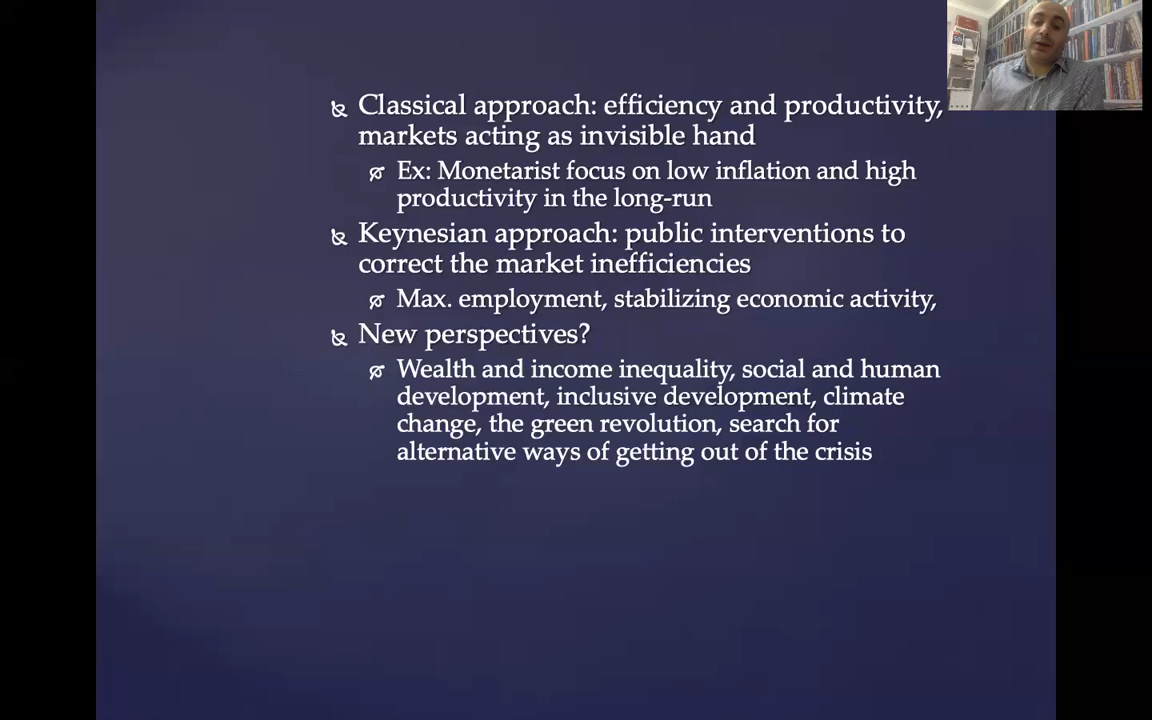 Classical approach: efficiency and productivity,
markets acting as invisible hand
Ex: Monetarist focus on low inflation and high
productivity in the long-run
Keynesian approach: public interventions to
correct the market inefficiencies
Max. employment, stabilizing economic activity,
New perspectives?
Wealth and income inequality, social and human
development, inclusive development, climate
change, the green revolution, search for
alternative ways of getting out of the crisis